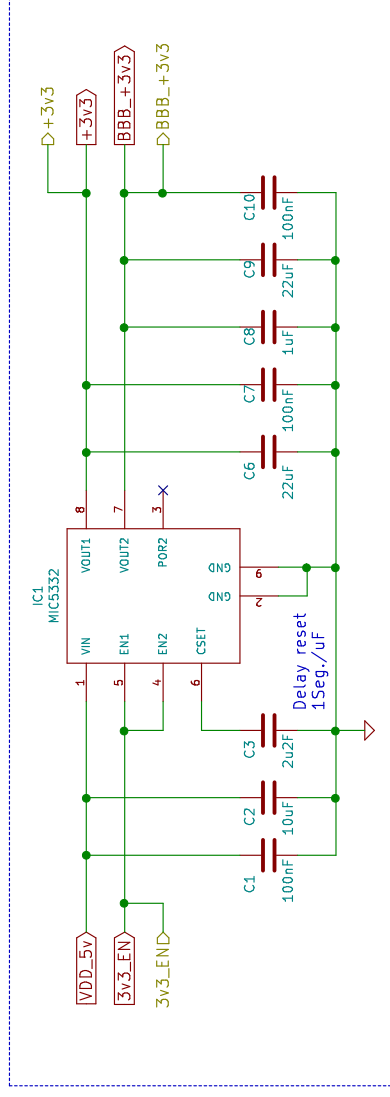 +3v3
+3v3
BBB_+3v3
BBB_+3v3
C10
100nF
C9
22uF
C8
1uF
C7
100nF
C6
22uF
IC1
MIC5332
8
7
3
VOUT1
VOUT2
POR2
GND
9
GND
2
VIN
EN1
EN2
CSET
1
5
4
6
Delay reset
1Seg./uF
C3
2u2F
C2
10uF
C1
100nF
VDD_5v
3v3_EN
3v3_EN